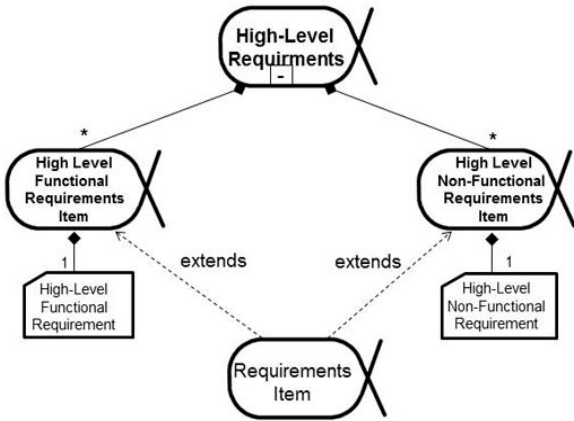 High-Level
Requirments
-
*
*
High Level
Functional
Requirements
Item
High Level
Non-Functional
Requirements
Item
extends
extends
1
1
High-Level
Functional
Requirement
High-Level
Non-Functional
Requirement
Requirements
Item